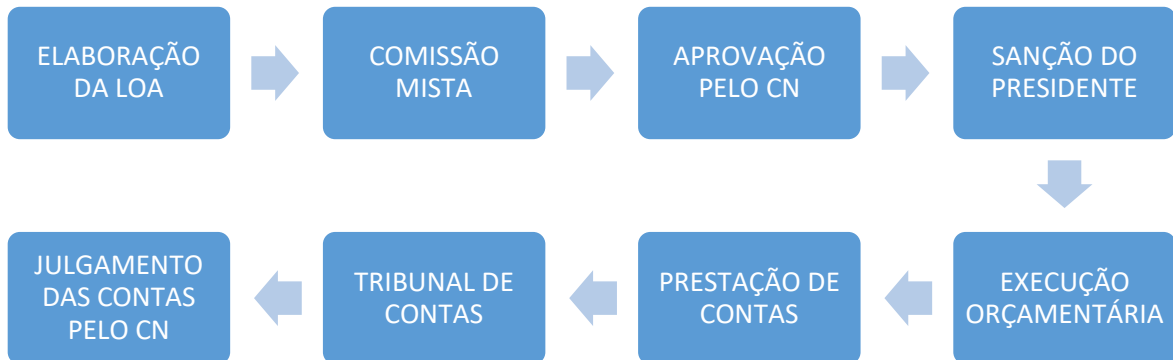 ELABORAÇÃO
DA LOA
COMISSÃO
MISTA
APROVAÇÃO
PELO CN
SANÇÃO DO
PRESIDENTE
EXECUÇÃO
ORÇAMENTÁRIA
PRESTAÇÃO DE
CONTAS
TRIBUNAL DE
CONTAS
JULGAMENTO
DAS CONTAS
PELO CN